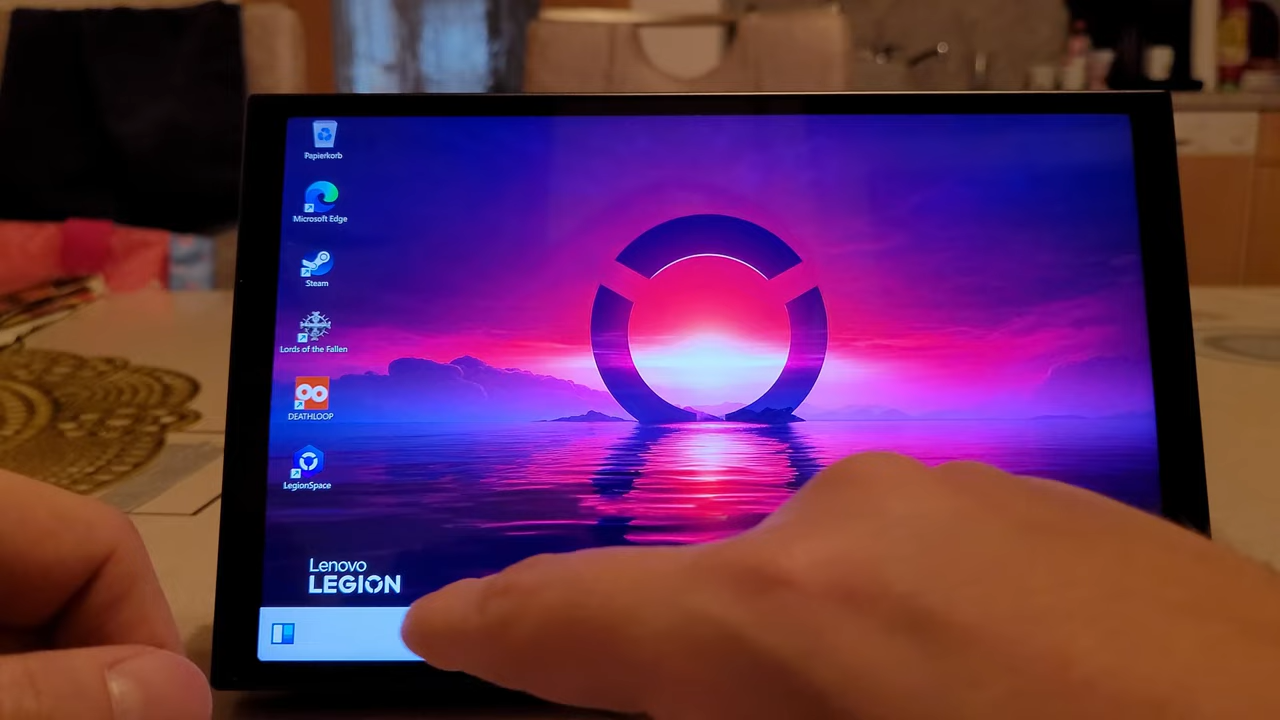 Papierkorb
Microsoft Edge
Steam
Lords of the Fallen
DEATHLOOP
LegionSpace
Lenovo
LEGION